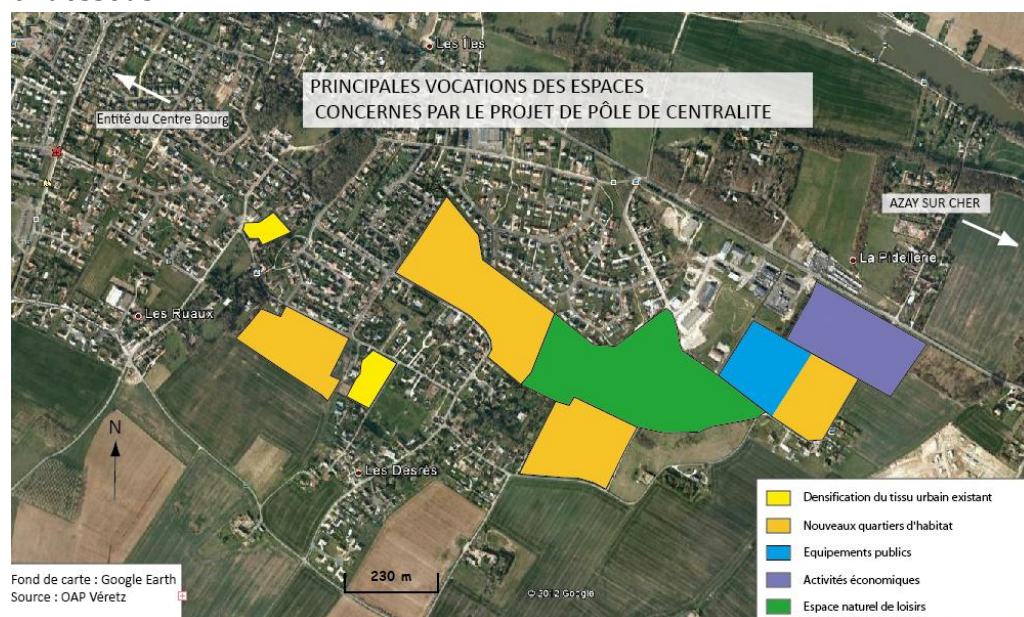 Les Îles
PRINCIPALES VOCATIONS DES ESPACES
CONCERNES PAR LE PROJET DE PÔLE DE CENTRALITE
Entité du Centre Bourg
AZAY SUR CHER
La Pidellerie
Les Ruaux
N
Les Désrés
230 m
Fond de carte : Google Earth
Source : OAP Véretz
© 2012 Google
Densification du tissu urbain existant
Nouveaux quartiers d'habitat
Equipements publics
Activités économiques
Espace naturel de loisirs